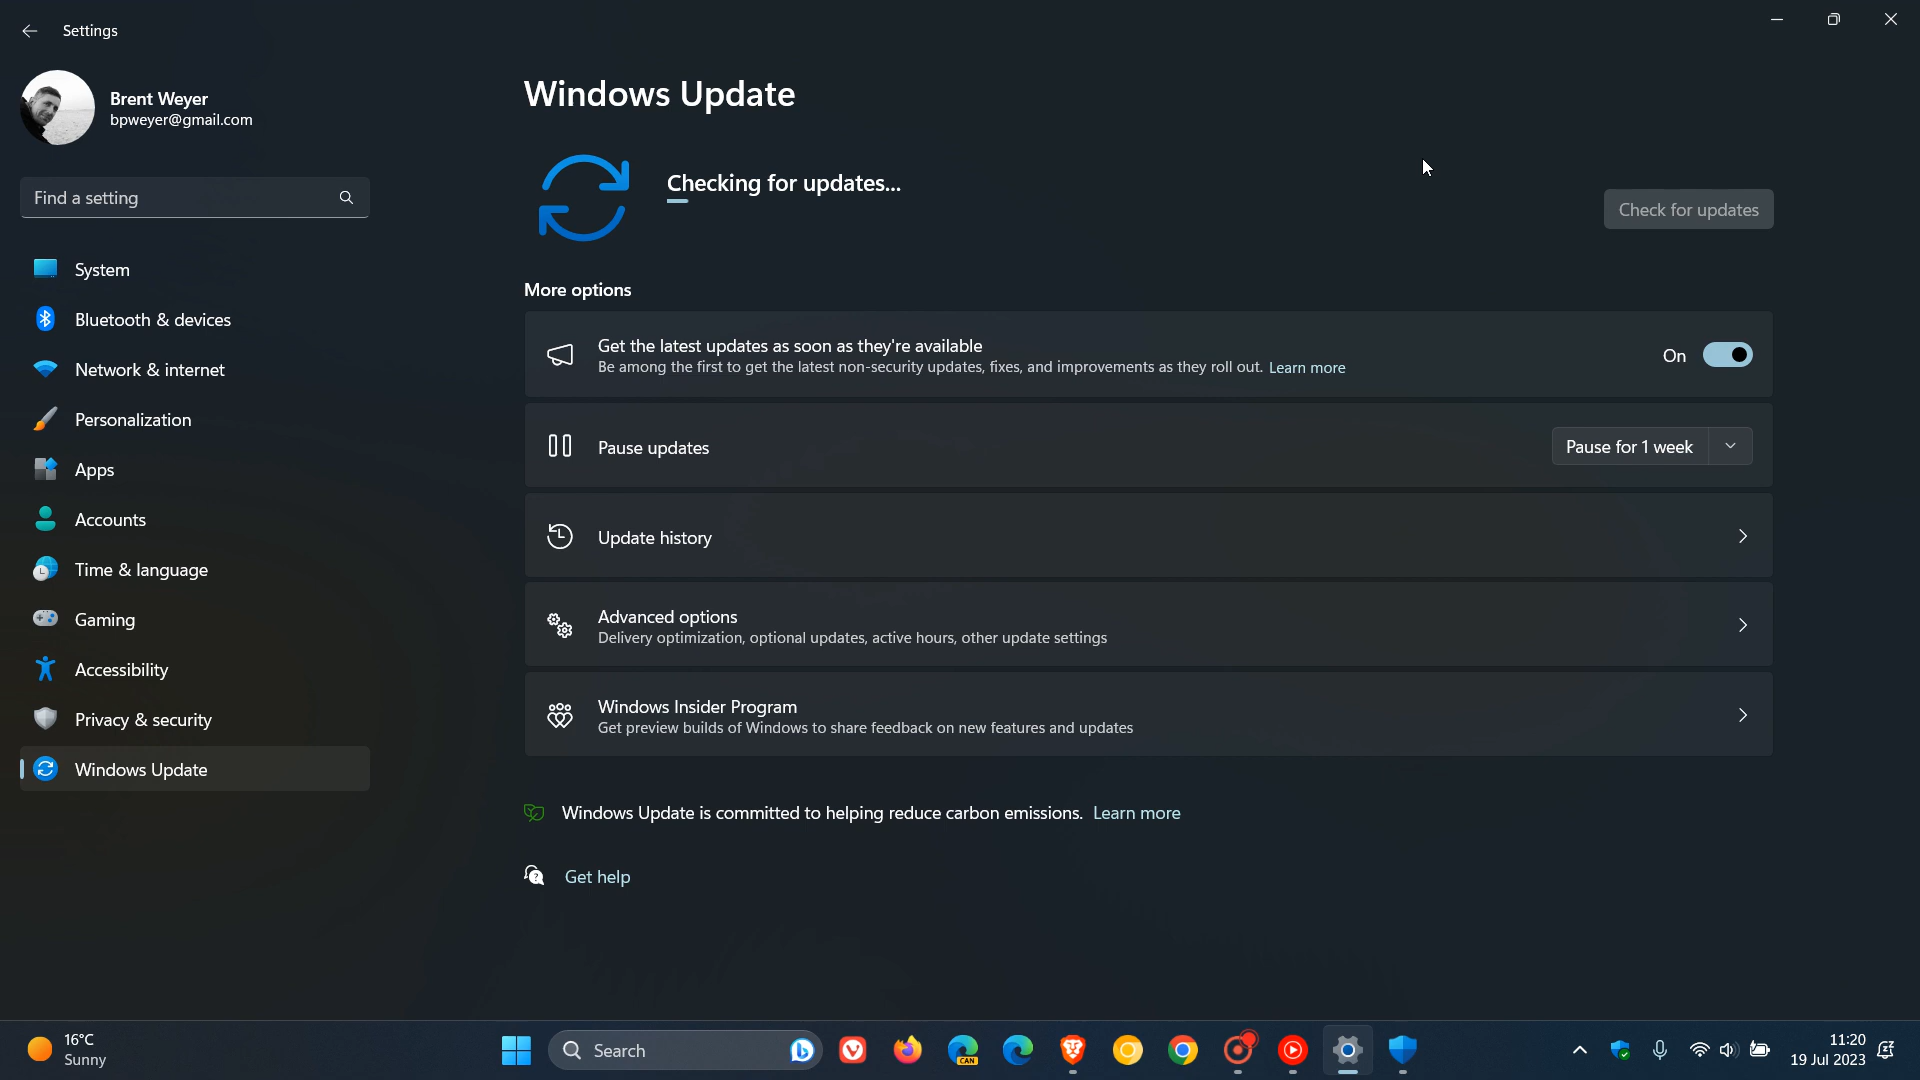 Settings
Brent Weyer
bpweyer@gmail.com
Find a setting
System
Bluetooth & devices
Network & internet
Personalization
Apps
Accounts
Time & language
Gaming
Accessibility
Privacy & security
Windows Update
Windows Update
Checking for updates...
Check for updates
More options
Get the latest updates as soon as they're available
Be among the first to get the latest non-security updates, fixes, and improvements as they roll out. Learn more
On
Pause updates
Pause for 1 week
Update history
Advanced options
Delivery optimization, optional updates, active hours, other update settings
Windows Insider Program
Get preview builds of Windows to share feedback on new features and updates
Windows Update is committed to helping reduce carbon emissions. Learn more
Get help
16°C
Sunny
Search
CAN
11:20
19 Jul 2023